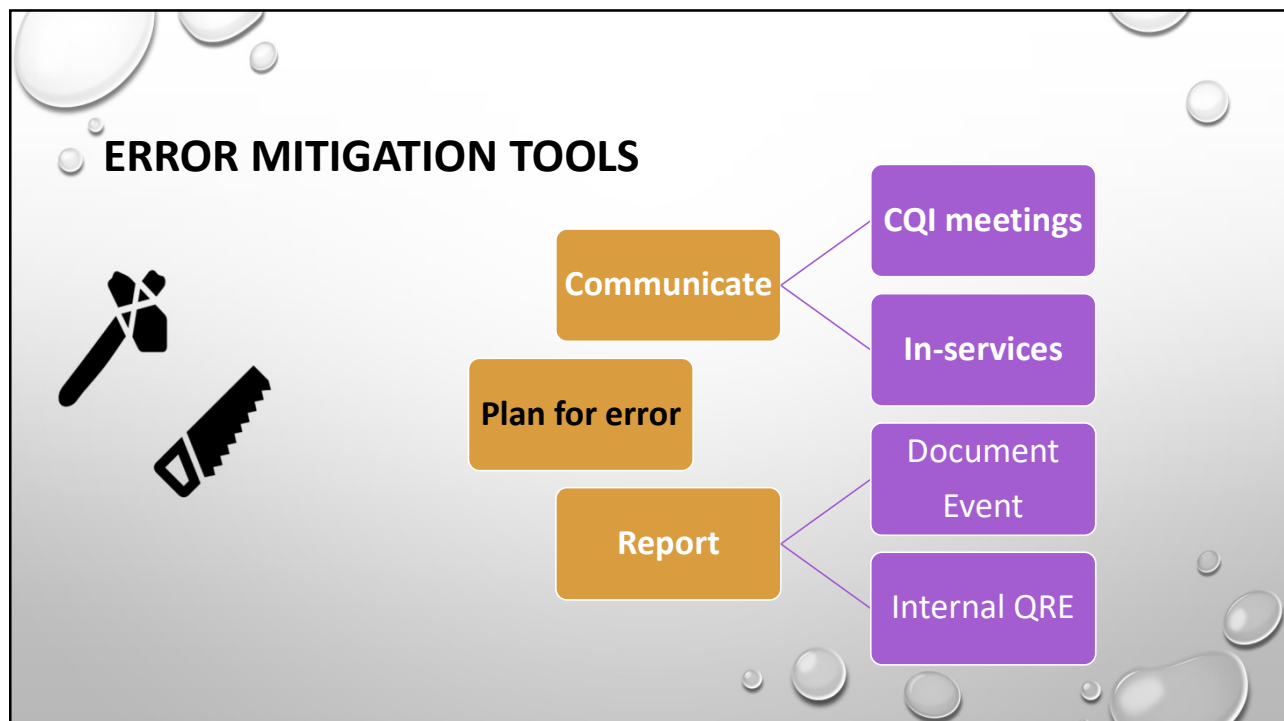 ERROR MITIGATION TOOLS
Communicate
CQI meetings
In-services
Plan for error
Report
Document
Event
Internal QRE